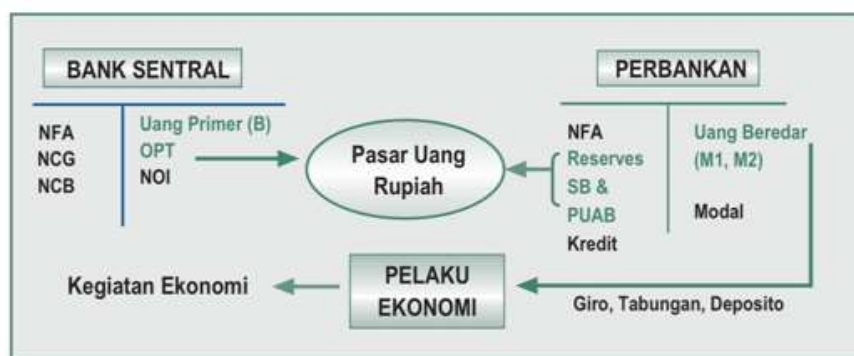 BANK SENTRAL
NFA
NCG
NCB
Uang Primer (B)
OPT
NOI
Pasar Uang
Rupiah
PERBANKAN
NFA
Reserves
SB &
PUAB
Kredit
Uang Beredar
(M1, M2)
Modal
Kegiatan Ekonomi
PELAKU
EKONOMI
Giro, Tabungan, Deposito